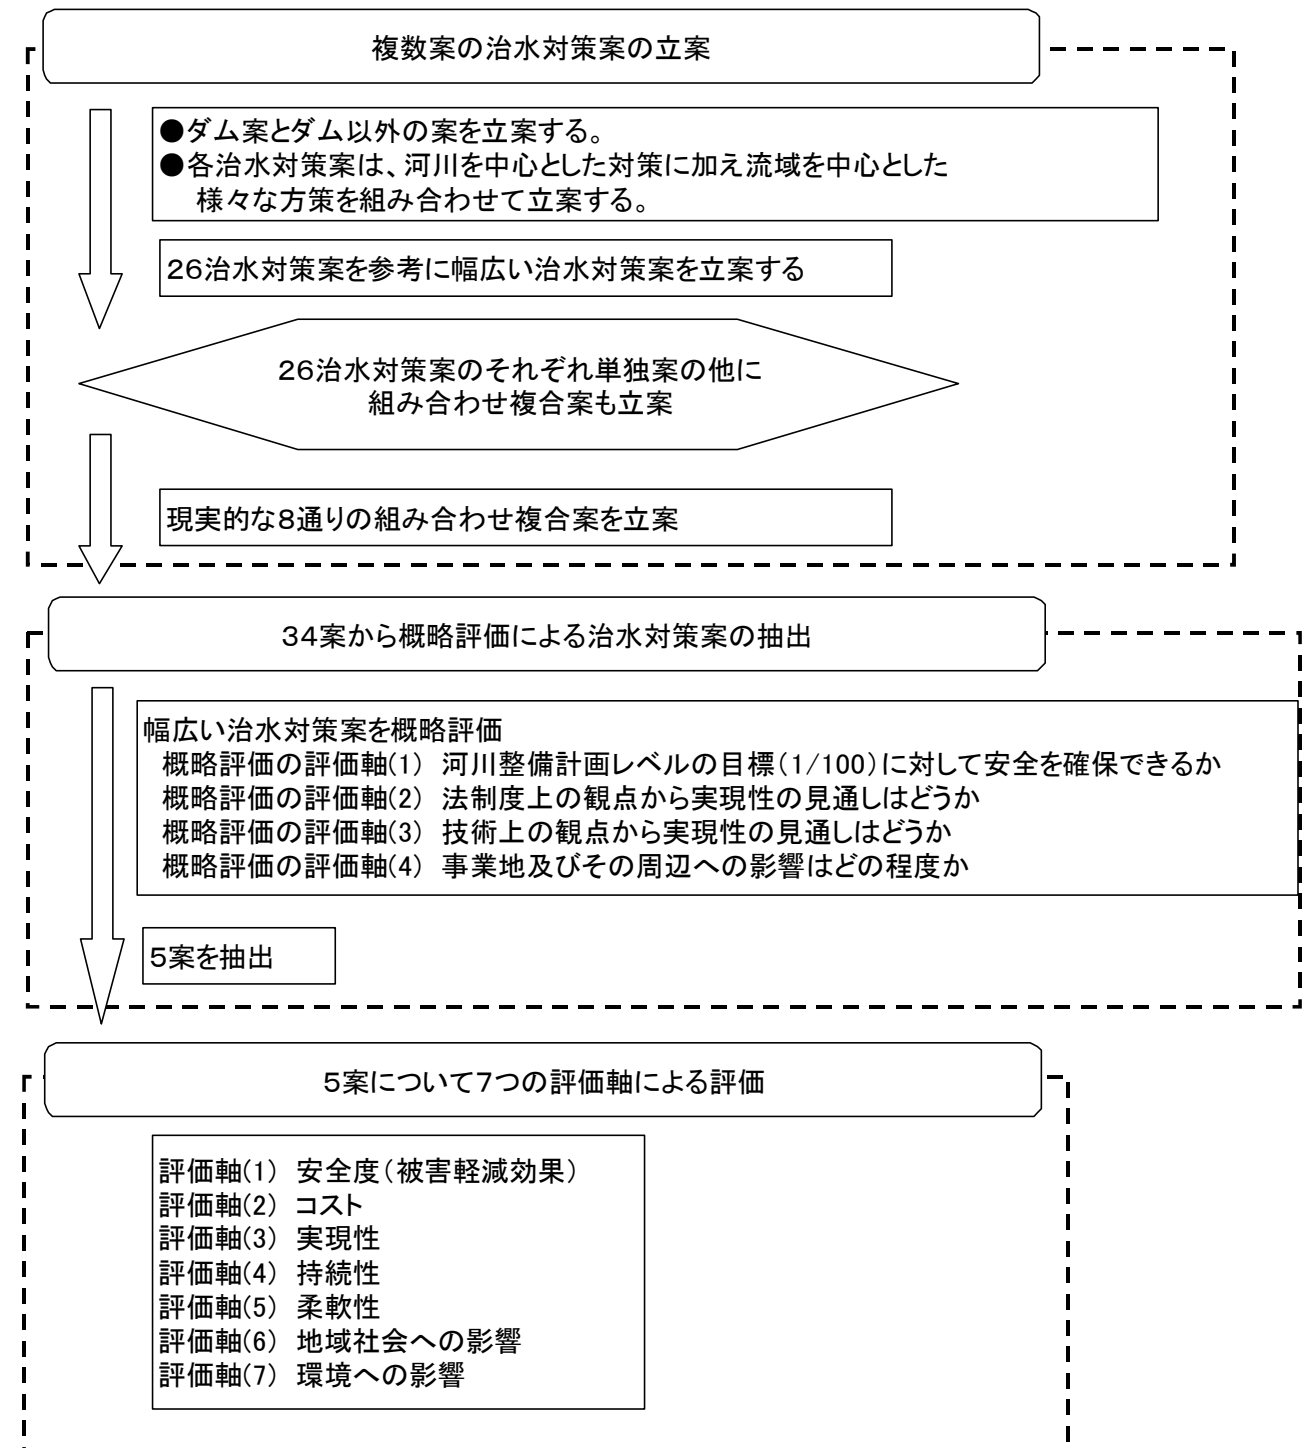 複数案の治水対策案の立案
●ダム案とダム以外の案を立案する。
●各治水対策案は、河川を中心とした対策に加え流域を中心とした
様々な方策を組み合わせて立案する。
26治水対策案を参考に幅広い治水対策案を立案する
26治水対策案のそれぞれ単独案の他に
組み合わせ複合案も立案
現実的な8通りの組み合わせ複合案を立案
34案から概略評価による治水対策案の抽出
幅広い治水対策案を概略評価
概略評価の評価軸(1) 河川整備計画レベルの目標(1/100)に対して安全を確保できるか
概略評価の評価軸(2) 法制度上の観点から実現性の見通しはどうか
概略評価の評価軸(3) 技術上の観点から実現性の見通しはどうか
概略評価の評価軸(4) 事業地及びその周辺への影響はどの程度か
5案を抽出
5案について7つの評価軸による評価
評価軸(1) 安全度(被害軽減効果)
評価軸(2) コスト
評価軸(3) 実現性
評価軸(4) 持続性
評価軸(5) 柔軟性
評価軸(6) 地域社会への影響
評価軸(7) 環境への影響